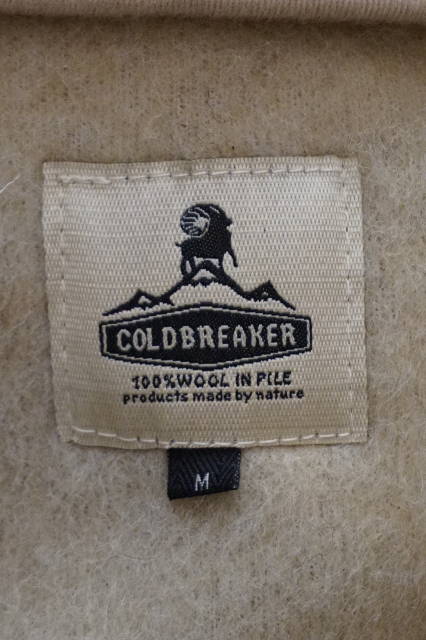 COLDBREAKER
100%WOOL IN PILE
products made by nature
M